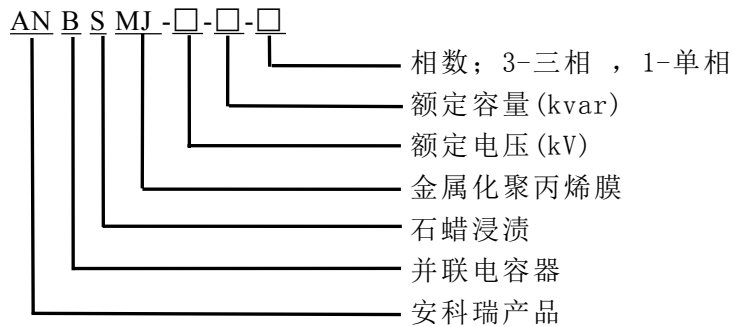 AN B S MJ -□-□-□
相数；3-三相 ，1-单相
额定容量(kvar)
额定电压(kV)
金属化聚丙烯膜
石蜡浸渍
并联电容器
安科瑞产品